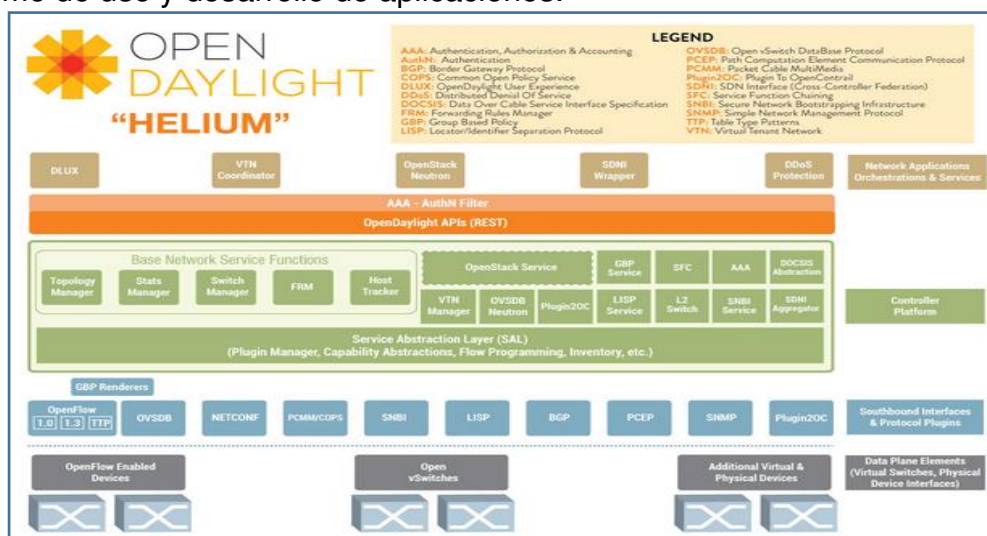 mo de uso y desarrollo de aplicaciones.
OPEN
DAYLIGHT
“HELIUM”
LEGEND
AAA: Authentication, Authorization & Accounting
AuthN: Authentication
BGP: Border Gateway Protocol
COPS: Common Open Policy Service
DLUX: OpenDaylight User Experience
DDoS: Distributed Denial Of Service
DOCSIS: Data Over Cable Service Interface Specification
FRM: Forwarding Rules Manager
GBP: Group Based Policy
LISP: Locator/Identifier Separation Protocol
OVSDB: Open vSwitch DataBase Protocol
PCEP: Path Computation Element Communication Protocol
PCMM: Packet Cable MultiMedia
Plugin2OC: Plugin To OpenContrail
SDNI: SDN Interface (Cross-Controller Federation)
SFC: Service Function Chaining
SNBI: Secure Network Bootstrapping Infrastructure
SNMP: Simple Network Management Protocol
TTP: Table Type Patterns
VTN: Virtual Tenant Network
DLUX
VTN
Coordinator
OpenStack
Neutron
SDNI
Wrapper
DDoS
Protection
Network Applications
Orchestrations & Services
AAA - AuthN Filter
OpenDaylight APIs (REST)
Base Network Service Functions
Topology
Manager
Stats
Manager
Switch
Manager
FRM
Host
Tracker
OpenStack Service
GBP
Service
SFC
AAA
DOCSIS
Abstraction
VTN
Manager
OVSDB
Neutron
Plugin2OC
LISP
Service
L2
Switch
SNBI
Service
SDNI
Aggregator
Controller
Platform
Service Abstraction Layer (SAL)
(Plugin Manager, Capability Abstractions, Flow Programming, Inventory, etc.)
GBP Renderers
OpenFlow
1.0 1.3 TTP
OVSDB
NETCONF
PCMM/COPS
SNBI
LISP
BGP
PCEP
SNMP
Plugin2OC
Southbound Interfaces
& Protocol Plugins
OpenFlow Enabled
Devices
Open
vSwitches
Additional Virtual &
Physical Devices
Data Plane Elements
(Virtual Switches, Physical
Device Interfaces)